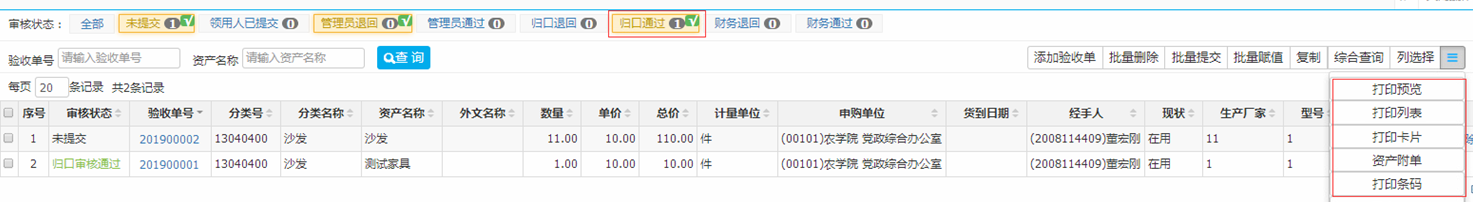 审核状态： 全部 未提交 1 领用人已提交 0 管理员退回 0 管理员通过 0 归口退回 0 归口通过 1 财务退回 0 财务通过 0
验收单号 请输入验收单号 资产名称 请输入资产名称 查 询 添加验收单 批量删除 批量提交 批量赋值 复制 综合查询 列选择
每页 20 条记录 共2条记录
序号 审核状态 验收单号 分类号 分类名称 资产名称 外文名称 数量 单价 总价 计量单位 申购单位 货到日期 经手人 现状 生产厂家 型号
1 未提交 201900002 13040400 沙发 沙发 11.00 10.00 110.00 件 (00101)农学院 党政综合办公室 (2008114409)董宏刚 在用 11 1
2 归口审核通过 201900001 13040400 沙发 测试家具 1.00 10.00 10.00 件 (00101)农学院 党政综合办公室 (2008114409)董宏刚 在用 1 1
打印预览
打印列表
打印卡片
资产附单
打印条码